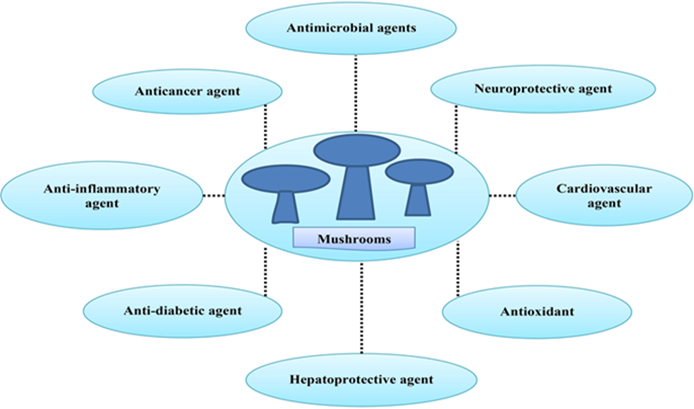 Antimicrobial agents
Anticancer agent
Neuroprotective agent
Anti-inflammatory
agent
Cardiovascular
agent
Mushrooms
Anti-diabetic agent
Antioxidant
Hepatoprotective agent